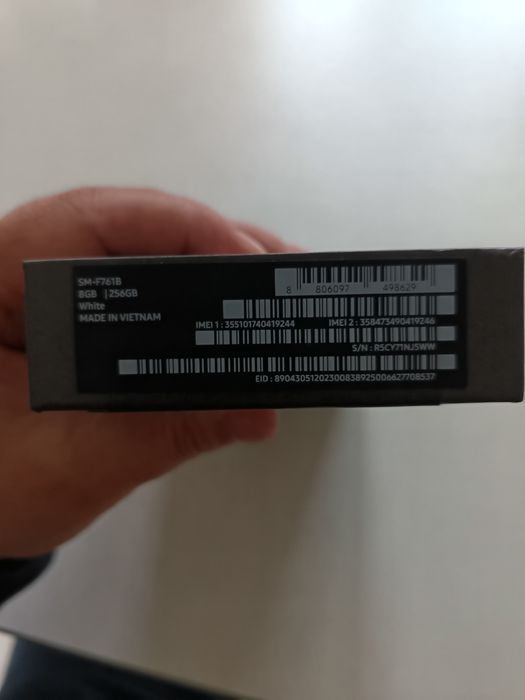 SM-F761B
8GB | 256GB
White
MADE IN VIETNAM
8 806097 498629
IMEI 1 : 355101740419244 IMEI 2 : 358473490419246
S/N : R5CY71NJ5WW
EID : 89043051202300838925006627708537